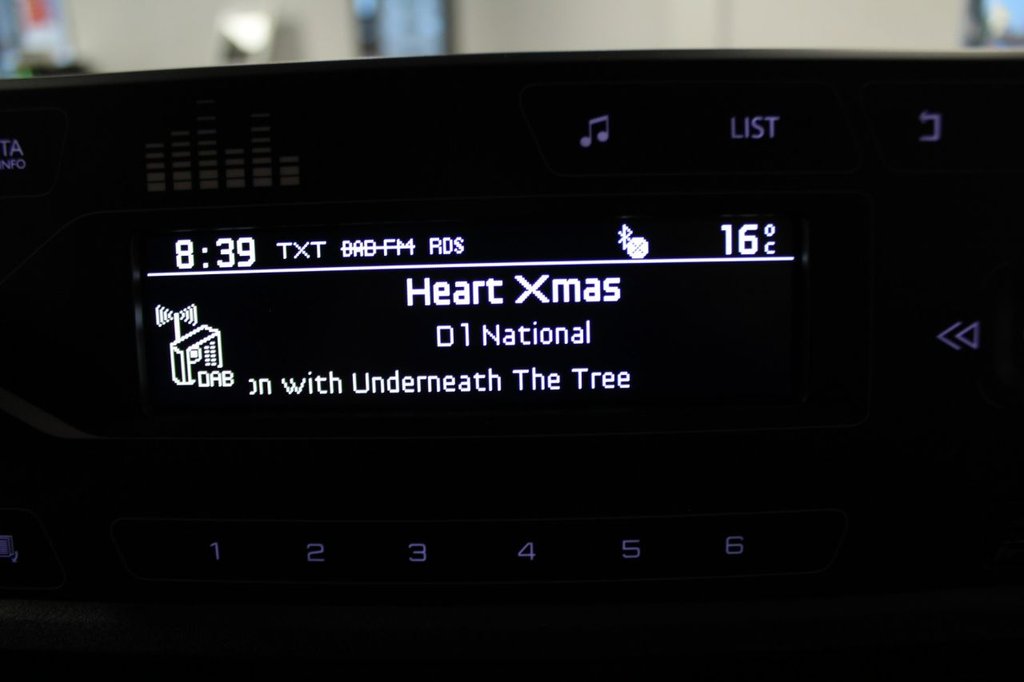 TA
INFO
LIST
8:39 TXT DAB-FM RDS 16°C
Heart Xmas
D1 National
DAB
on with Underneath The Tree
1 2 3 4 5 6